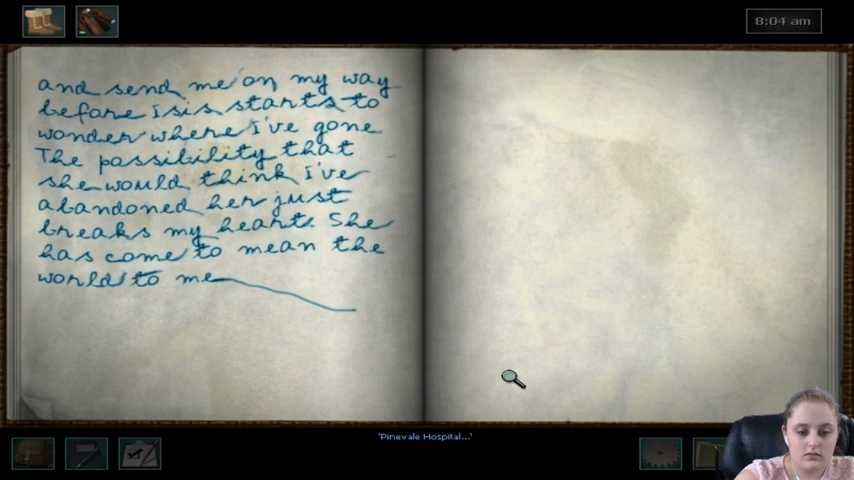 8:04 am
and send me on my way
before Isis starts to
wonder where I've gone.
The possibility that
she would think I've
abandoned her just
breaks my heart. She
has come to mean the
world to me
'Pinevale Hospital...'